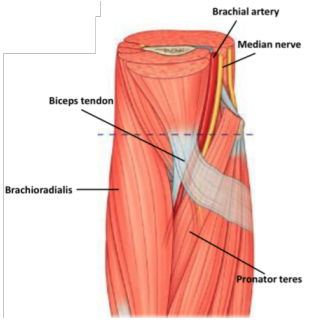 Brachial artery
Median nerve
Biceps tendon
Brachioradialis
Pronator teres